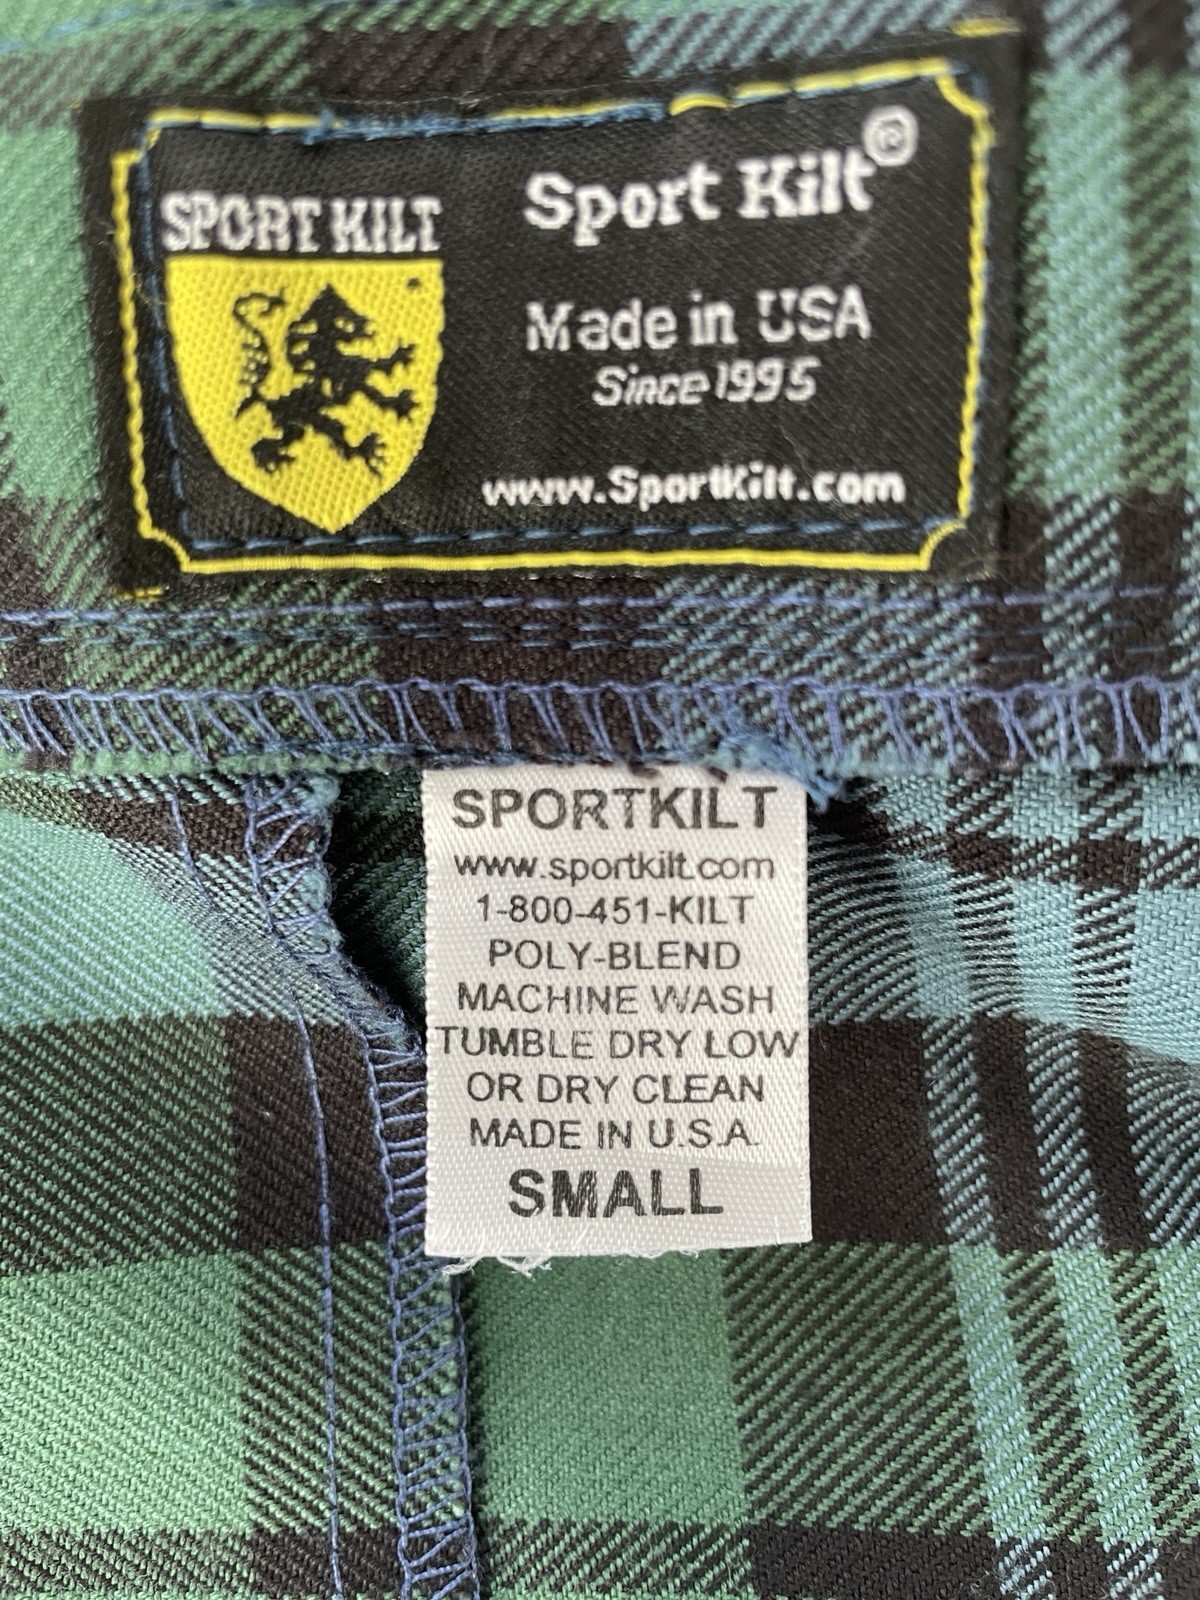 SPORT KILT
Sport Kilt®
Made in USA
Since 1995
www.SportKilt.com
SPORTKILT
www.sportkilt.com
1-800-451-KILT
POLY-BLEND
MACHINE WASH
TUMBLE DRY LOW
OR DRY CLEAN
MADE IN U.S.A.
SMALL